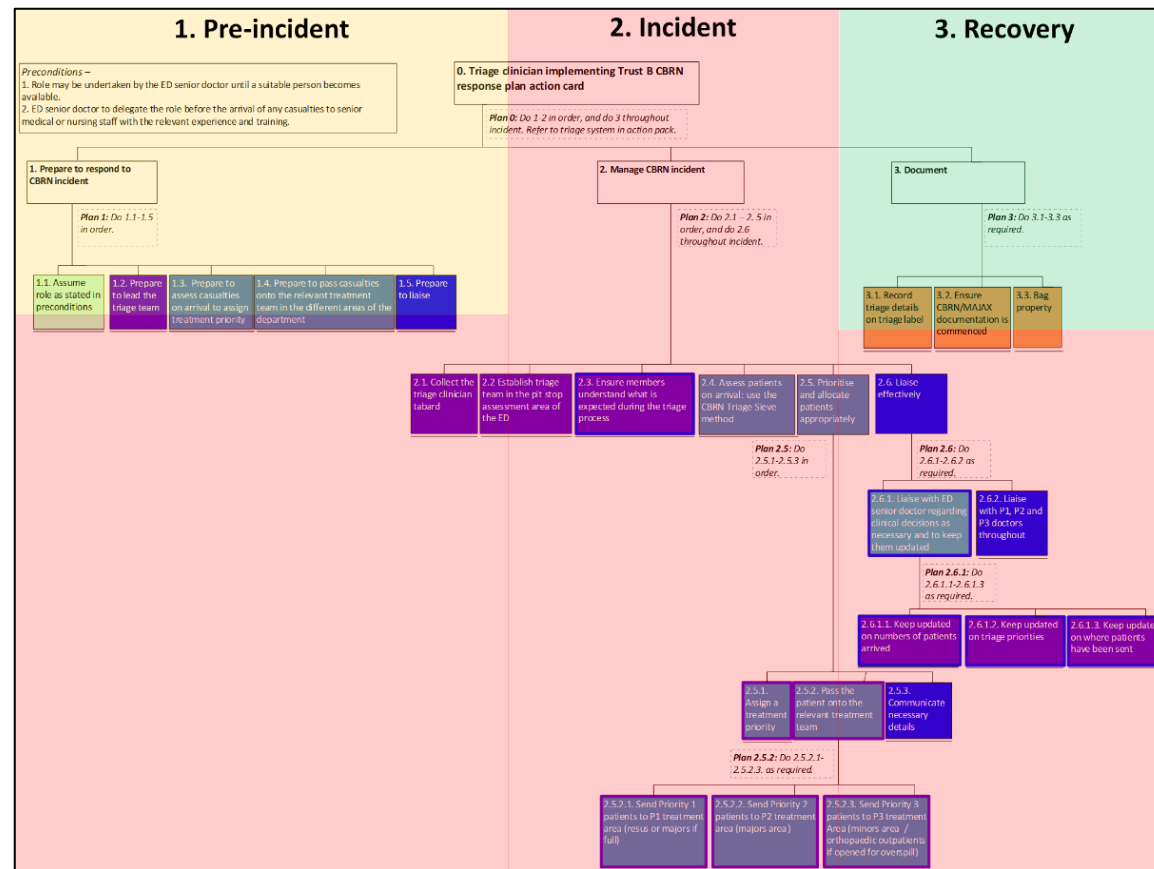 1. Pre-incident
2. Incident
3. Recovery
Preconditions –
1. Role may be undertaken by the ED senior doctor until a suitable person becomes
available.
2. ED senior doctor to delegate the role before the arrival of any casualties to senior
medical or nursing staff with the relevant experience and training.
0. Triage clinician implementing Trust B CBRN
response plan action card
Plan 0: Do 1-2 in order, and do 3 throughout
incident. Refer to triage system in action pack.
1. Prepare to respond to
CBRN incident
2. Manage CBRN incident
3. Document
Plan 1: Do 1.1-1.5
in order.
Plan 2: Do 2.1 – 2. 5 in
order, and do 2.6
throughout incident.
Plan 3: Do 3.1-3.3 as
required.
1.1. Assume
role as stated in
preconditions
1.2. Prepare
to lead the
triage team
1.3. Prepare to
assess casualties
on arrival to assign
treatment priority
1.4. Prepare to pass casualties
onto the relevant treatment
team in the different areas of the
department
1.5. Prepare
to liaise
3.1. Record
triage details
on triage label
3.2. Ensure
CBRN/MAJAX
documentation is
commenced
3.3. Bag
property
2.1. Collect the
triage clinician
tabard
2.2 Establish triage
team in the pit stop
assessment area of
the ED
2.3. Ensure members
understand what is
expected during the triage
process
2.4. Assess patients
on arrival: use the
CBRN Triage Sieve
method
2.5. Prioritise
and allocate
patients
appropriately
2.6. Liaise
effectively
Plan 2.5: Do
2.5.1-2.5.3 in
order.
Plan 2.6: Do
2.6.1-2.6.2 as
required.
2.6.1. Liaise with ED
senior doctor regarding
clinical decisions as
necessary and to keep
them updated
2.6.2. Liaise
with P1, P2 and
P3 doctors
throughout
Plan 2.6.1: Do
2.6.1.1-2.6.1.3
as required.
2.6.1.1. Keep updated
on numbers of patients
arrived
2.6.1.2. Keep updated
on triage priorities
2.6.1.3. Keep update
on where patients
have been sent
2.5.1.
Assign a
treatment
priority
2.5.2. Pass the
patient onto the
relevant treatment
team
2.5.3.
Communicate
necessary
details
Plan 2.5.2: Do 2.5.2.1-
2.5.2.3. as required.
2.5.2.1. Send Priority 1
patients to P1 treatment
area (resus or majors if
full)
2.5.2.2. Send Priority 2
patients to P2 treatment
area (majors area )
2.5.2.3. Send Priority 3
patients to P3 treatment
Area (minors area /
orthopaedic outpatients
if opened for overspill)